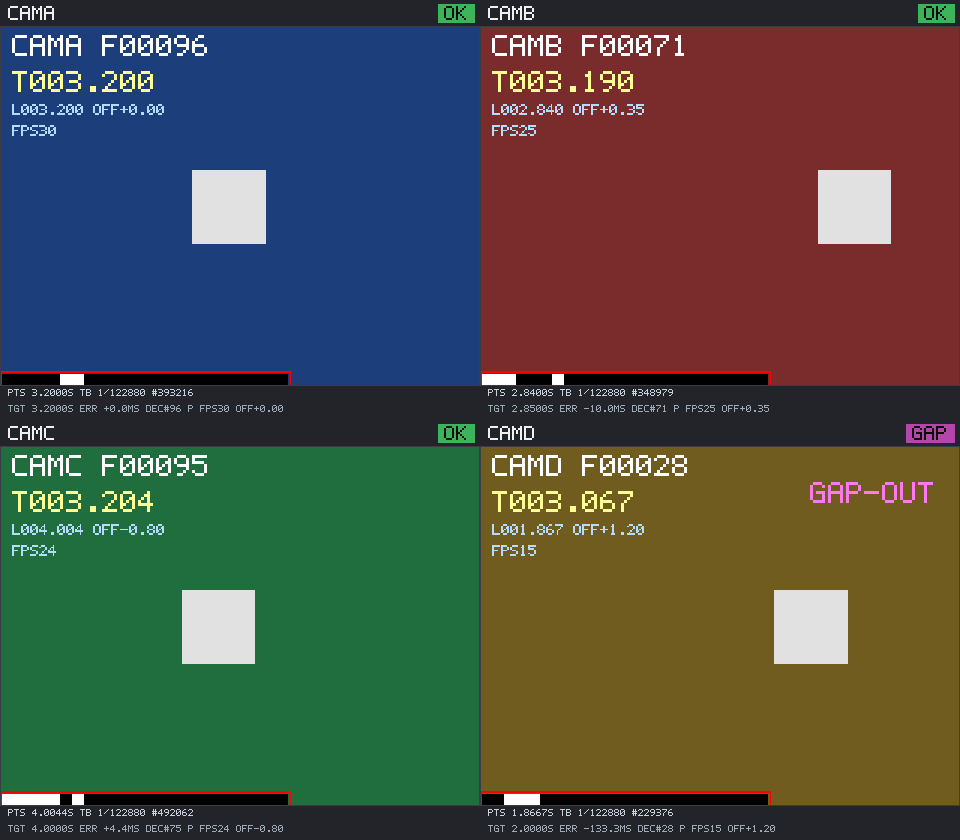 CAMA OK
CAMA F00096
T003.200
L003.200 OFF+0.00
FPS30
PTS 3.2000S TB 1/122880 #393216
TGT 3.2000S ERR +0.0MS DEC#96 P FPS30 OFF+0.00
CAMB OK
CAMB F00071
T003.190
L002.840 OFF+0.35
FPS25
PTS 2.8400S TB 1/122880 #348979
TGT 2.8500S ERR -10.0MS DEC#71 P FPS25 OFF+0.35
CAMC OK
CAMC F00095
T003.204
L004.004 OFF-0.80
FPS24
PTS 4.0044S TB 1/122880 #492062
TGT 4.0000S ERR +4.4MS DEC#75 P FPS24 OFF-0.80
CAMD GAP
CAMD F00028
GAP-OUT
T003.067
L001.867 OFF+1.20
FPS15
PTS 1.8667S TB 1/122880 #229376
TGT 2.0000S ERR -133.3MS DEC#28 P FPS15 OFF+1.20